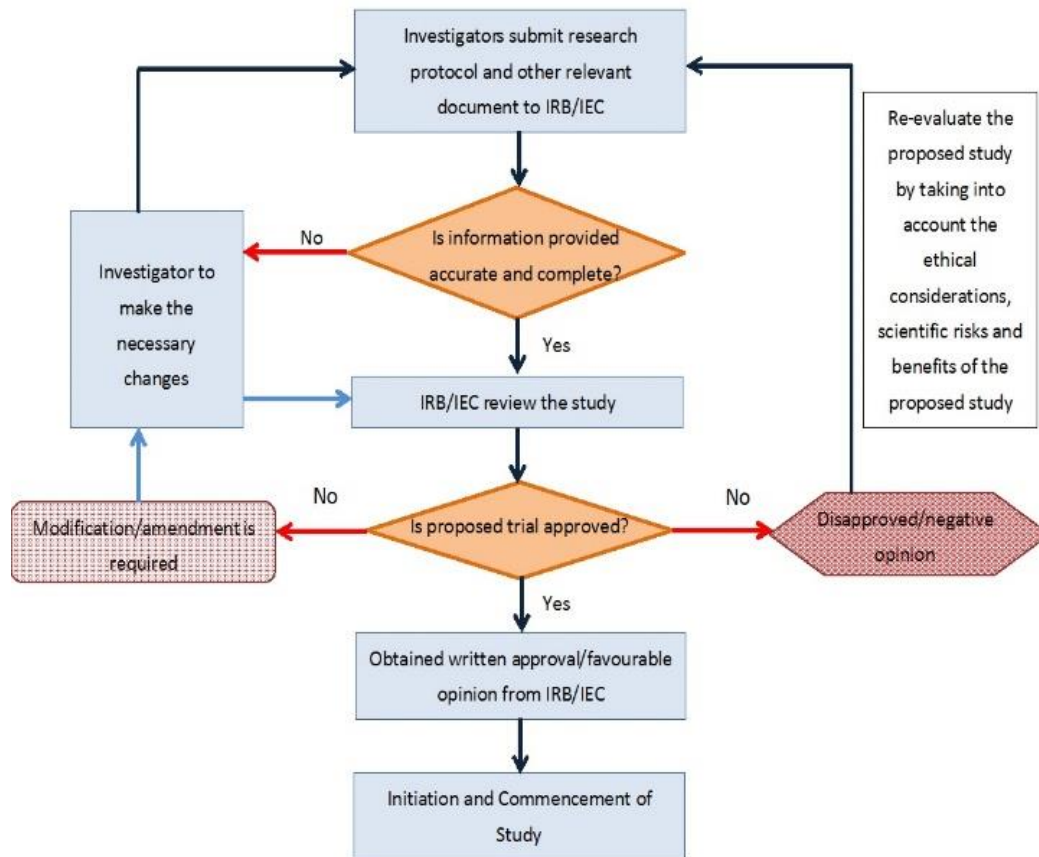 Investigators submit research
protocol and other relevant
document to IRB/IEC
Re-evaluate the
proposed study
by taking into
account the
ethical
considerations,
scientific risks and
benefits of the
proposed study
No
Is information provided
accurate and complete?
Investigator to
make the
necessary
changes
Yes
IRB/IEC review the study
No
No
Modification/amendment is
required
Is proposed trial approved?
Disapproved/negative
opinion
Yes
Obtained written approval/favourable
opinion from IRB/IEC
Initiation and Commencement of
Study